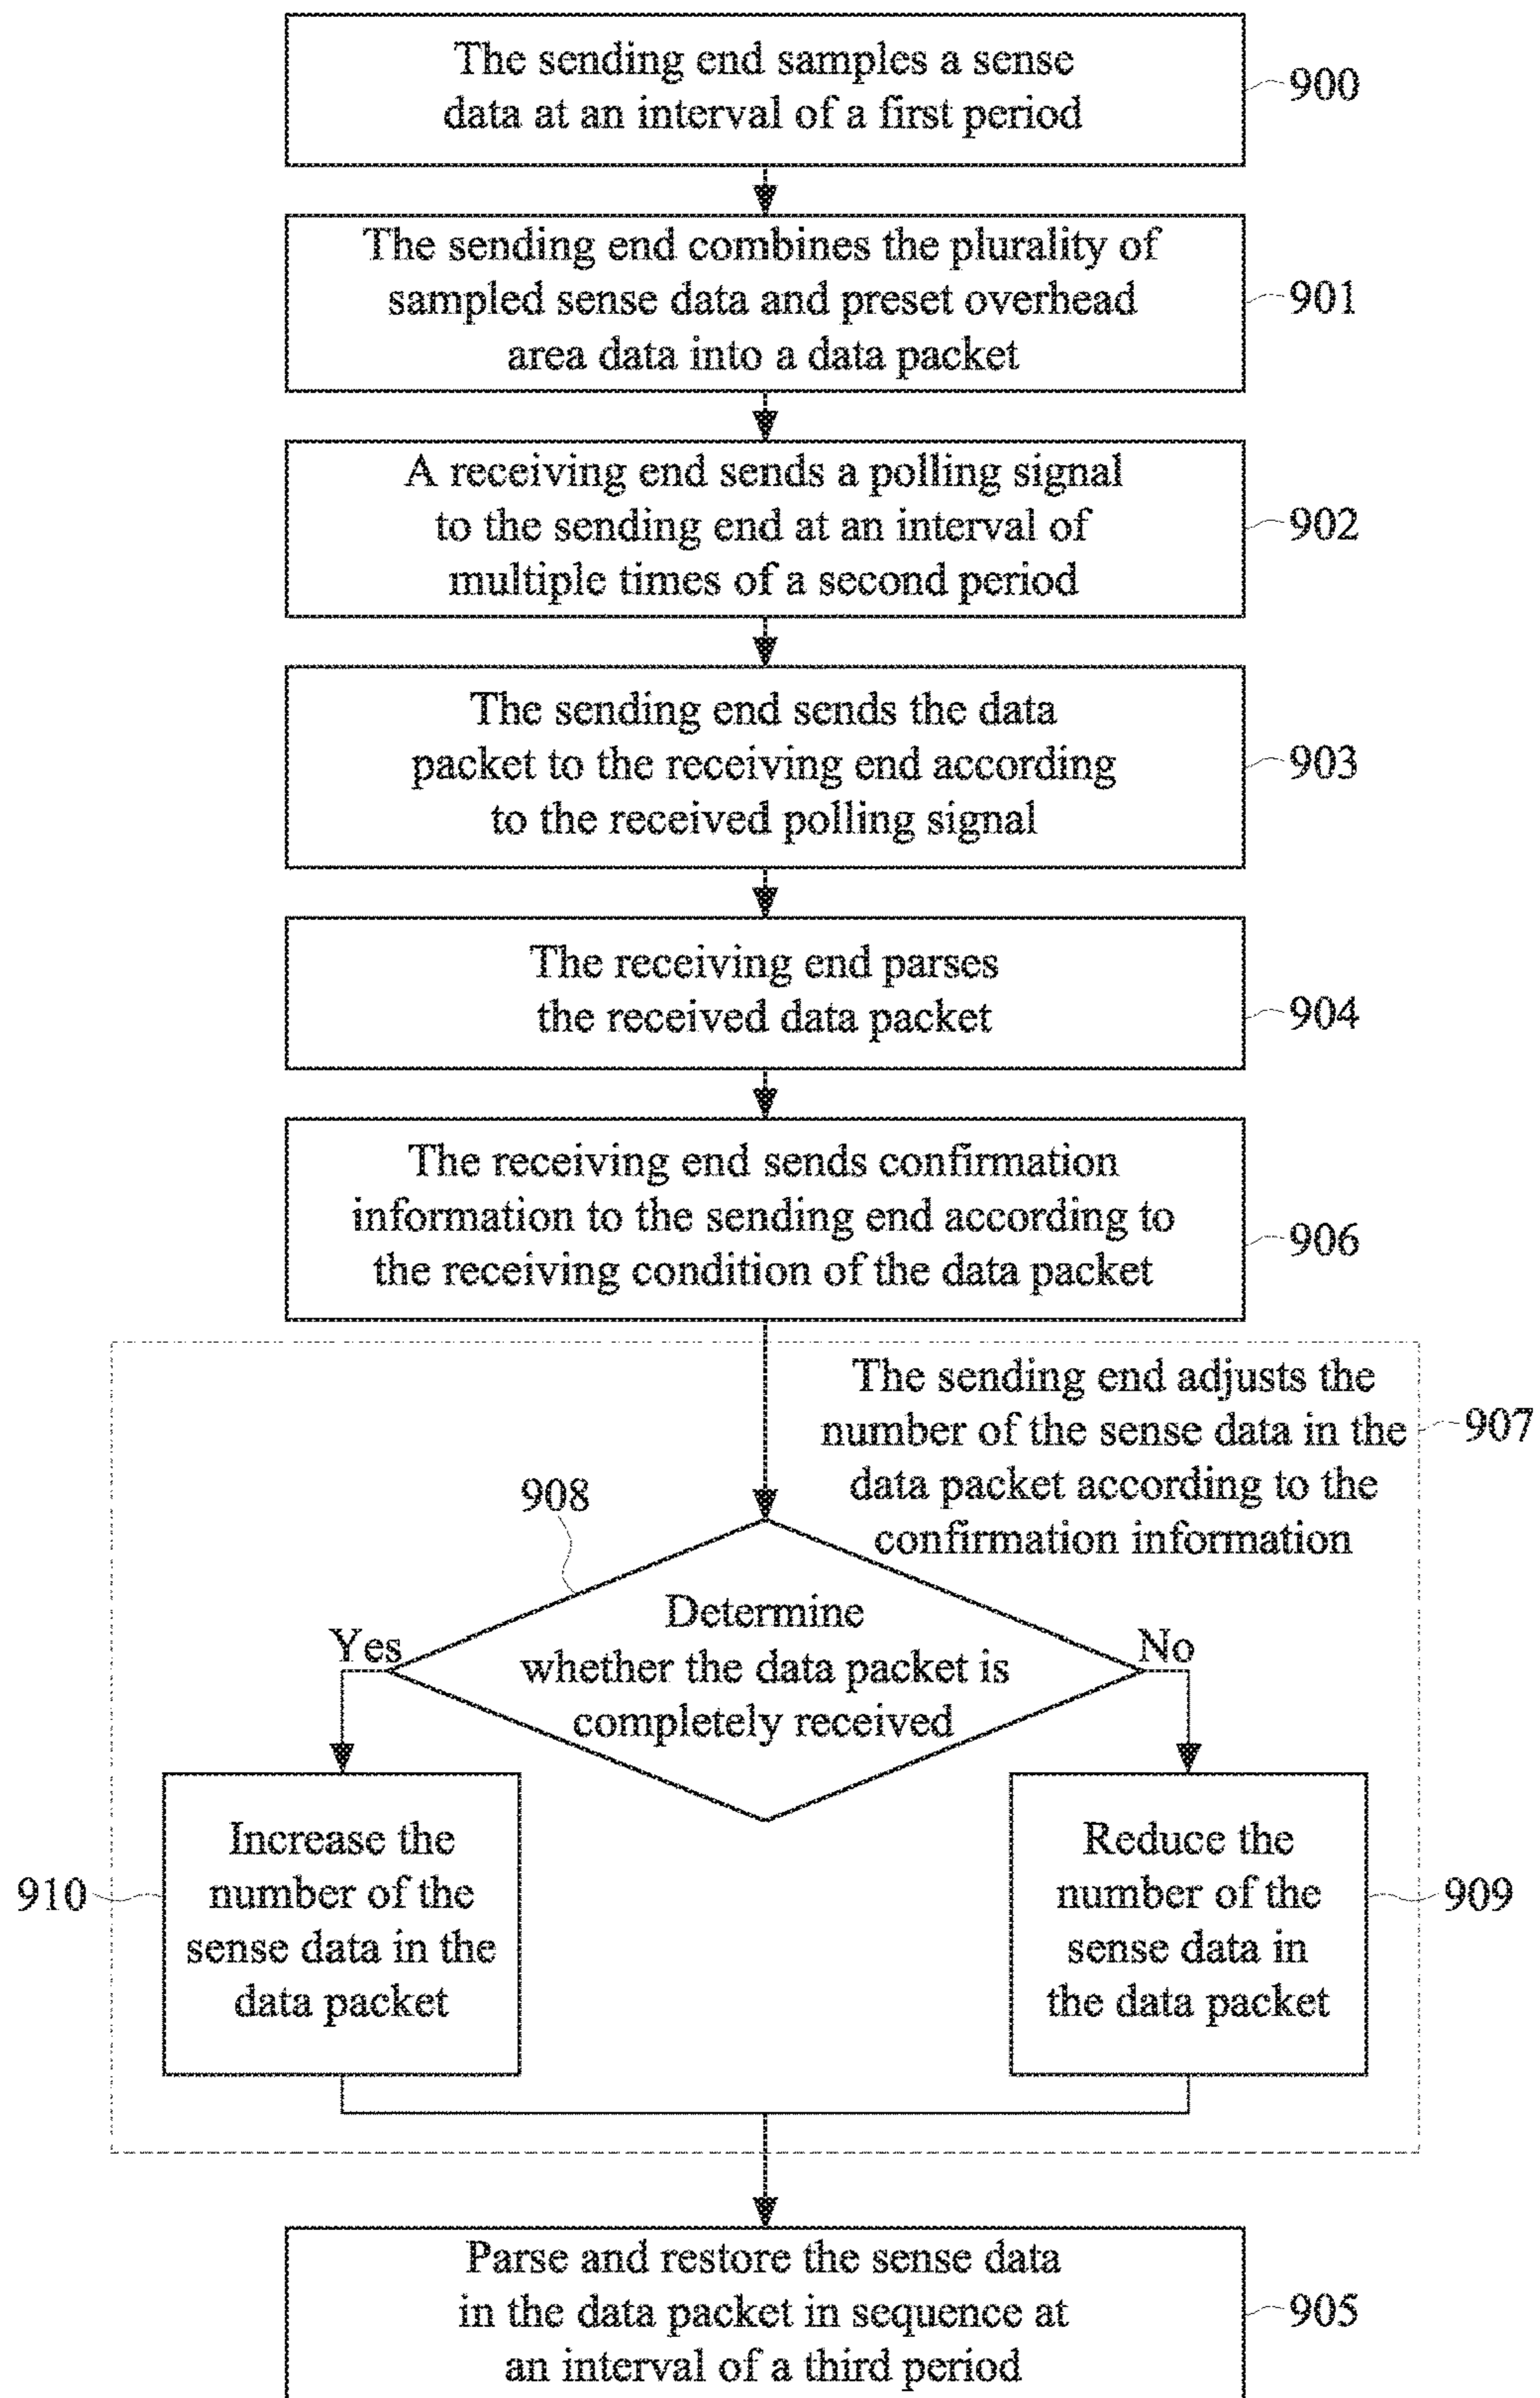 The sending end samples a sense
data at an interval of a first period
900
The sending end combines the plurality of
sampled sense data and preset overhead
area data into a data packet
901
A receiving end sends a polling signal
to the sending end at an interval of
multiple times of a second period
902
The sending end sends the data
packet to the receiving end according
to the received polling signal
903
The receiving end parses
the received data packet
904
The receiving end sends confirmation
information to the sending end according to
the receiving condition of the data packet
906
The sending end adjusts the
number of the sense data in the
data packet according to the
confirmation information
907
908
Determine
whether the data packet is
completely received
Yes
No
Increase the
number of the
sense data in the
data packet
910
Reduce the
number of the
sense data in
the data packet
909
Parse and restore the sense data
in the data packet in sequence at
an interval of a third period
905